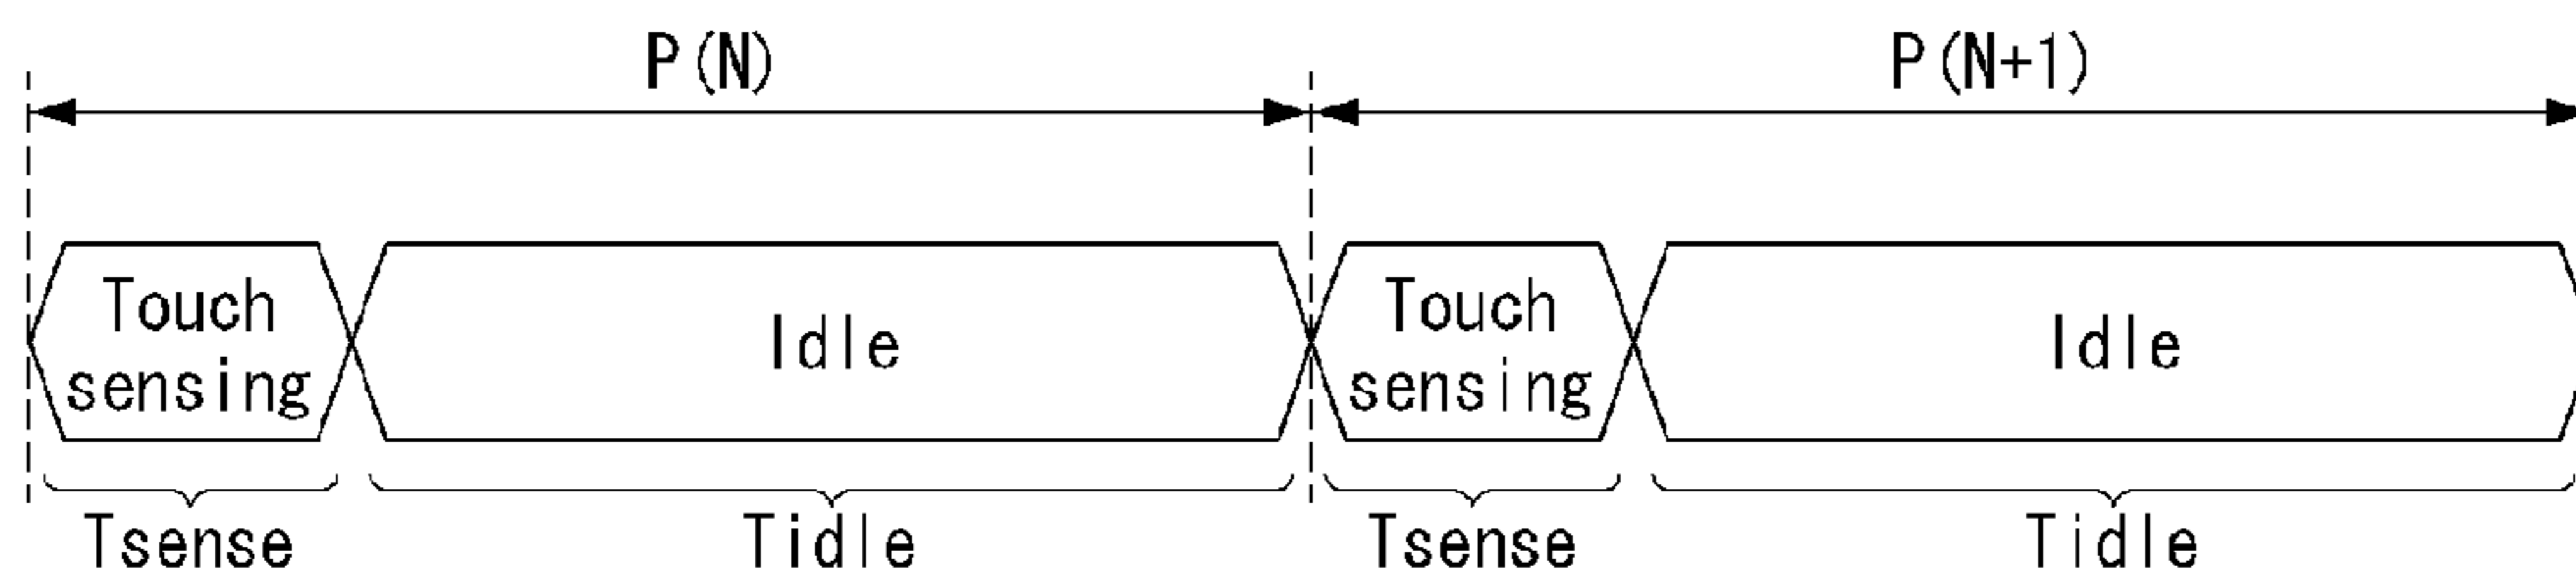 P(N) P(N+1)
Touch
sensing
Idle
Touch
sensing
Idle
Tsense Tidle Tsense Tidle